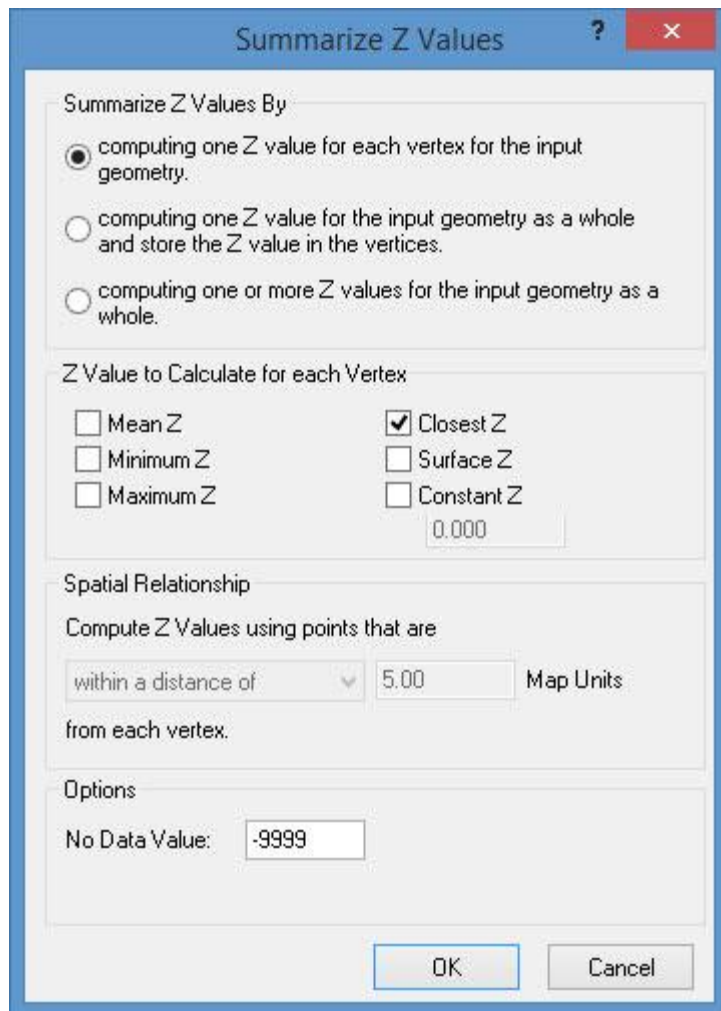 Summarize Z Values
?
Summarize Z Values By
computing one Z value for each vertex for the input
geometry.
computing one Z value for the input geometry as a whole
and store the Z value in the vertices.
computing one or more Z values for the input geometry as a
whole.
Z Value to Calculate for each Vertex
Mean Z
Closest Z
Minimum Z
Surface Z
Maximum Z
Constant Z
0.000
Spatial Relationship
Compute Z Values using points that are
within a distance of 5.00 Map Units
from each vertex.
Options
No Data Value: -9999
OK Cancel